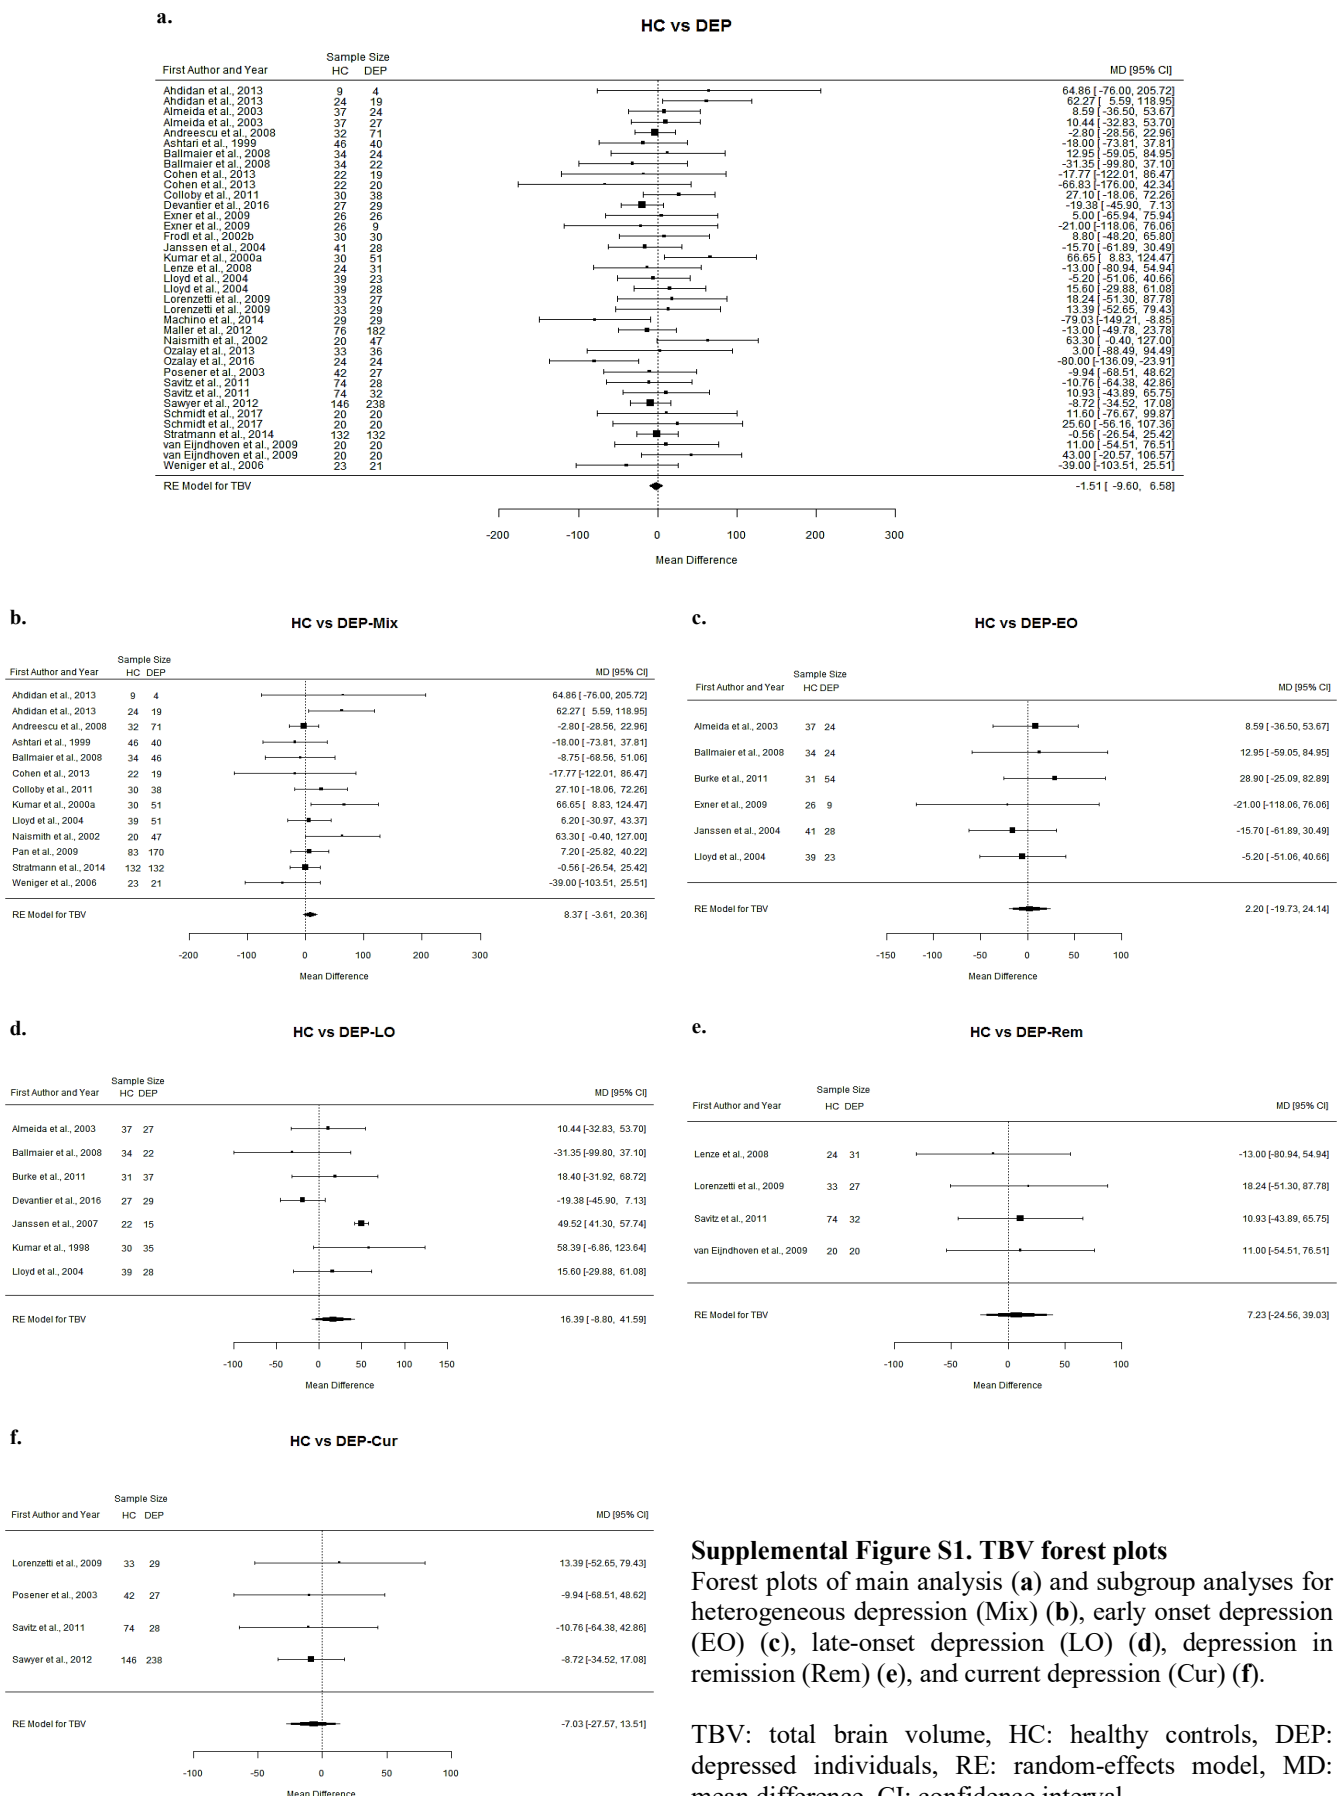 a.
HC vs DEP
Sample Size
First Author and Year HC DEP MD [95% CI]
Ahdidan et al., 2013 9 4 64.86 [ -76.00, 205.72]
Ahdidan et al., 2013 24 19 62.27 [ 5.59, 118.95]
Almeida et al., 2003 37 24 8.59 [ -36.50, 53.67]
Almeida et al., 2003 37 27 10.44 [ -32.83, 53.70]
Andreescu et al., 2008 32 71 -2.80 [ -28.56, 22.96]
Ashtari et al., 1999 46 40 -18.00 [ -73.81, 37.81]
Ballmaier et al., 2008 34 24 12.95 [ -59.05, 84.95]
Ballmaier et al., 2008 34 22 -31.35 [ -99.80, 37.10]
Cohen et al., 2013 22 19 -17.77 [-122.01, 86.47]
Cohen et al., 2013 22 20 -66.83 [-176.00, 42.34]
Colloby et al., 2011 30 38 27.10 [ -18.06, 72.26]
Devantier et al., 2016 27 29 -19.38 [ -45.90, 7.13]
Exner et al., 2009 26 26 5.00 [ -65.94, 75.94]
Exner et al., 2009 26 9 -21.00 [-118.06, 76.06]
Frodl et al., 2002b 30 30 8.80 [ -48.20, 65.80]
Janssen et al., 2004 41 28 -15.70 [ -61.89, 30.49]
Kumar et al., 2000a 30 51 66.65 [ 8.83, 124.47]
Lenze et al., 2008 24 31 -13.00 [ -80.94, 54.94]
Lloyd et al., 2004 39 23 -5.20 [ -51.06, 40.66]
Lloyd et al., 2004 39 28 15.60 [ -29.88, 61.08]
Lorenzetti et al., 2009 33 27 18.24 [ -51.30, 87.78]
Lorenzetti et al., 2009 33 29 13.39 [ -52.65, 79.43]
Machino et al., 2014 29 29 -79.03 [-149.21, -8.85]
Maller et al., 2012 76 182 -13.00 [ -49.78, 23.78]
Naismith et al., 2002 20 47 63.30 [ -0.40, 127.00]
Ozalay et al., 2013 33 36 3.00 [ -88.49, 94.49]
Ozalay et al., 2016 24 24 -80.00 [-136.09, -23.91]
Posener et al., 2003 42 27 -9.94 [ -68.51, 48.62]
Savitz et al., 2011 74 28 -10.76 [ -64.38, 42.86]
Savitz et al., 2011 74 32 10.93 [ -43.89, 65.75]
Sawyer et al., 2012 146 238 -8.72 [ -34.52, 17.08]
Schmidt et al., 2017 20 20 11.60 [ -76.67, 99.87]
Schmidt et al., 2017 20 20 25.60 [ -56.16, 107.36]
Stratmann et al., 2014 132 132 -0.56 [ -26.54, 25.42]
van Eijndhoven et al., 2009 20 20 11.00 [ -54.51, 76.51]
van Eijndhoven et al., 2009 20 20 43.00 [ -20.57, 106.57]
Weniger et al., 2006 23 21 -39.00 [-103.51, 25.51]
RE Model for TBV -1.51 [ -9.60, 6.58]
-200 -100 0 100 200 300
Mean Difference
b.
HC vs DEP-Mix
Sample Size
First Author and Year HC DEP MD [95% CI]
Ahdidan et al., 2013 9 4 64.86 [ -76.00, 205.72]
Ahdidan et al., 2013 24 19 62.27 [ 5.59, 118.95]
Andreescu et al., 2008 32 71 -2.80 [ -28.56, 22.96]
Ashtari et al., 1999 46 40 -18.00 [ -73.81, 37.81]
Ballmaier et al., 2008 34 46 -8.75 [ -68.56, 51.06]
Cohen et al., 2013 22 19 -17.77 [-122.01, 86.47]
Colloby et al., 2011 30 38 27.10 [ -18.06, 72.26]
Kumar et al., 2000a 30 51 66.65 [ 8.83, 124.47]
Lloyd et al., 2004 39 51 6.20 [ -30.97, 43.37]
Naismith et al., 2002 20 47 63.30 [ -0.40, 127.00]
Pan et al., 2009 83 170 7.20 [ -25.82, 40.22]
Stratmann et al., 2014 132 132 -0.56 [ -26.54, 25.42]
Weniger et al., 2006 23 21 -39.00 [-103.51, 25.51]
RE Model for TBV 8.37 [ -3.61, 20.36]
-200 -100 0 100 200 300
Mean Difference
c.
HC vs DEP-EO
Sample Size
First Author and Year HC DEP MD [95% CI]
Almeida et al., 2003 37 24 8.59 [ -36.50, 53.67]
Ballmaier et al., 2008 34 24 12.95 [ -59.05, 84.95]
Burke et al., 2011 31 54 28.90 [ -25.09, 82.89]
Exner et al., 2009 26 9 -21.00 [-118.06, 76.06]
Janssen et al., 2004 41 28 -15.70 [ -61.89, 30.49]
Lloyd et al., 2004 39 23 -5.20 [ -51.06, 40.66]
RE Model for TBV 2.20 [ -19.73, 24.14]
-150 -100 -50 0 50 100
Mean Difference
d.
HC vs DEP-LO
Sample Size
First Author and Year HC DEP MD [95% CI]
Almeida et al., 2003 37 27 10.44 [-32.83, 53.70]
Ballmaier et al., 2008 34 22 -31.35 [-99.80, 37.10]
Burke et al., 2011 31 37 18.40 [-31.92, 68.72]
Devantier et al., 2016 27 29 -19.38 [-45.90, 7.13]
Janssen et al., 2007 22 15 49.52 [ 41.30, 57.74]
Kumar et al., 1998 30 35 58.39 [ -6.86, 123.64]
Lloyd et al., 2004 39 28 15.60 [-29.88, 61.08]
RE Model for TBV 16.39 [ -8.80, 41.59]
-100 -50 0 50 100 150
Mean Difference
e.
HC vs DEP-Rem
Sample Size
First Author and Year HC DEP MD [95% CI]
Lenze et al., 2008 24 31 -13.00 [-80.94, 54.94]
Lorenzetti et al., 2009 33 27 18.24 [-51.30, 87.78]
Savitz et al., 2011 74 32 10.93 [-43.89, 65.75]
van Eijndhoven et al., 2009 20 20 11.00 [-54.51, 76.51]
RE Model for TBV 7.23 [-24.56, 39.03]
-100 -50 0 50 100
Mean Difference
f.
HC vs DEP-Cur
Sample Size
First Author and Year HC DEP MD [95% CI]
Lorenzetti et al., 2009 33 29 13.39 [-52.65, 79.43]
Posener et al., 2003 42 27 -9.94 [-68.51, 48.62]
Savitz et al., 2011 74 28 -10.76 [-64.38, 42.86]
Sawyer et al., 2012 146 238 -8.72 [-34.52, 17.08]
RE Model for TBV -7.03 [-27.57, 13.51]
-100 -50 0 50 100
Mean Difference
Supplemental Figure S1. TBV forest plots
Forest plots of main analysis (a) and subgroup analyses for
heterogeneous depression (Mix) (b), early onset depression
(EO) (c), late-onset depression (LO) (d), depression in
remission (Rem) (e), and current depression (Cur) (f).
TBV: total brain volume, HC: healthy controls, DEP:
depressed individuals, RE: random-effects model, MD:
mean difference, CI: confidence interval